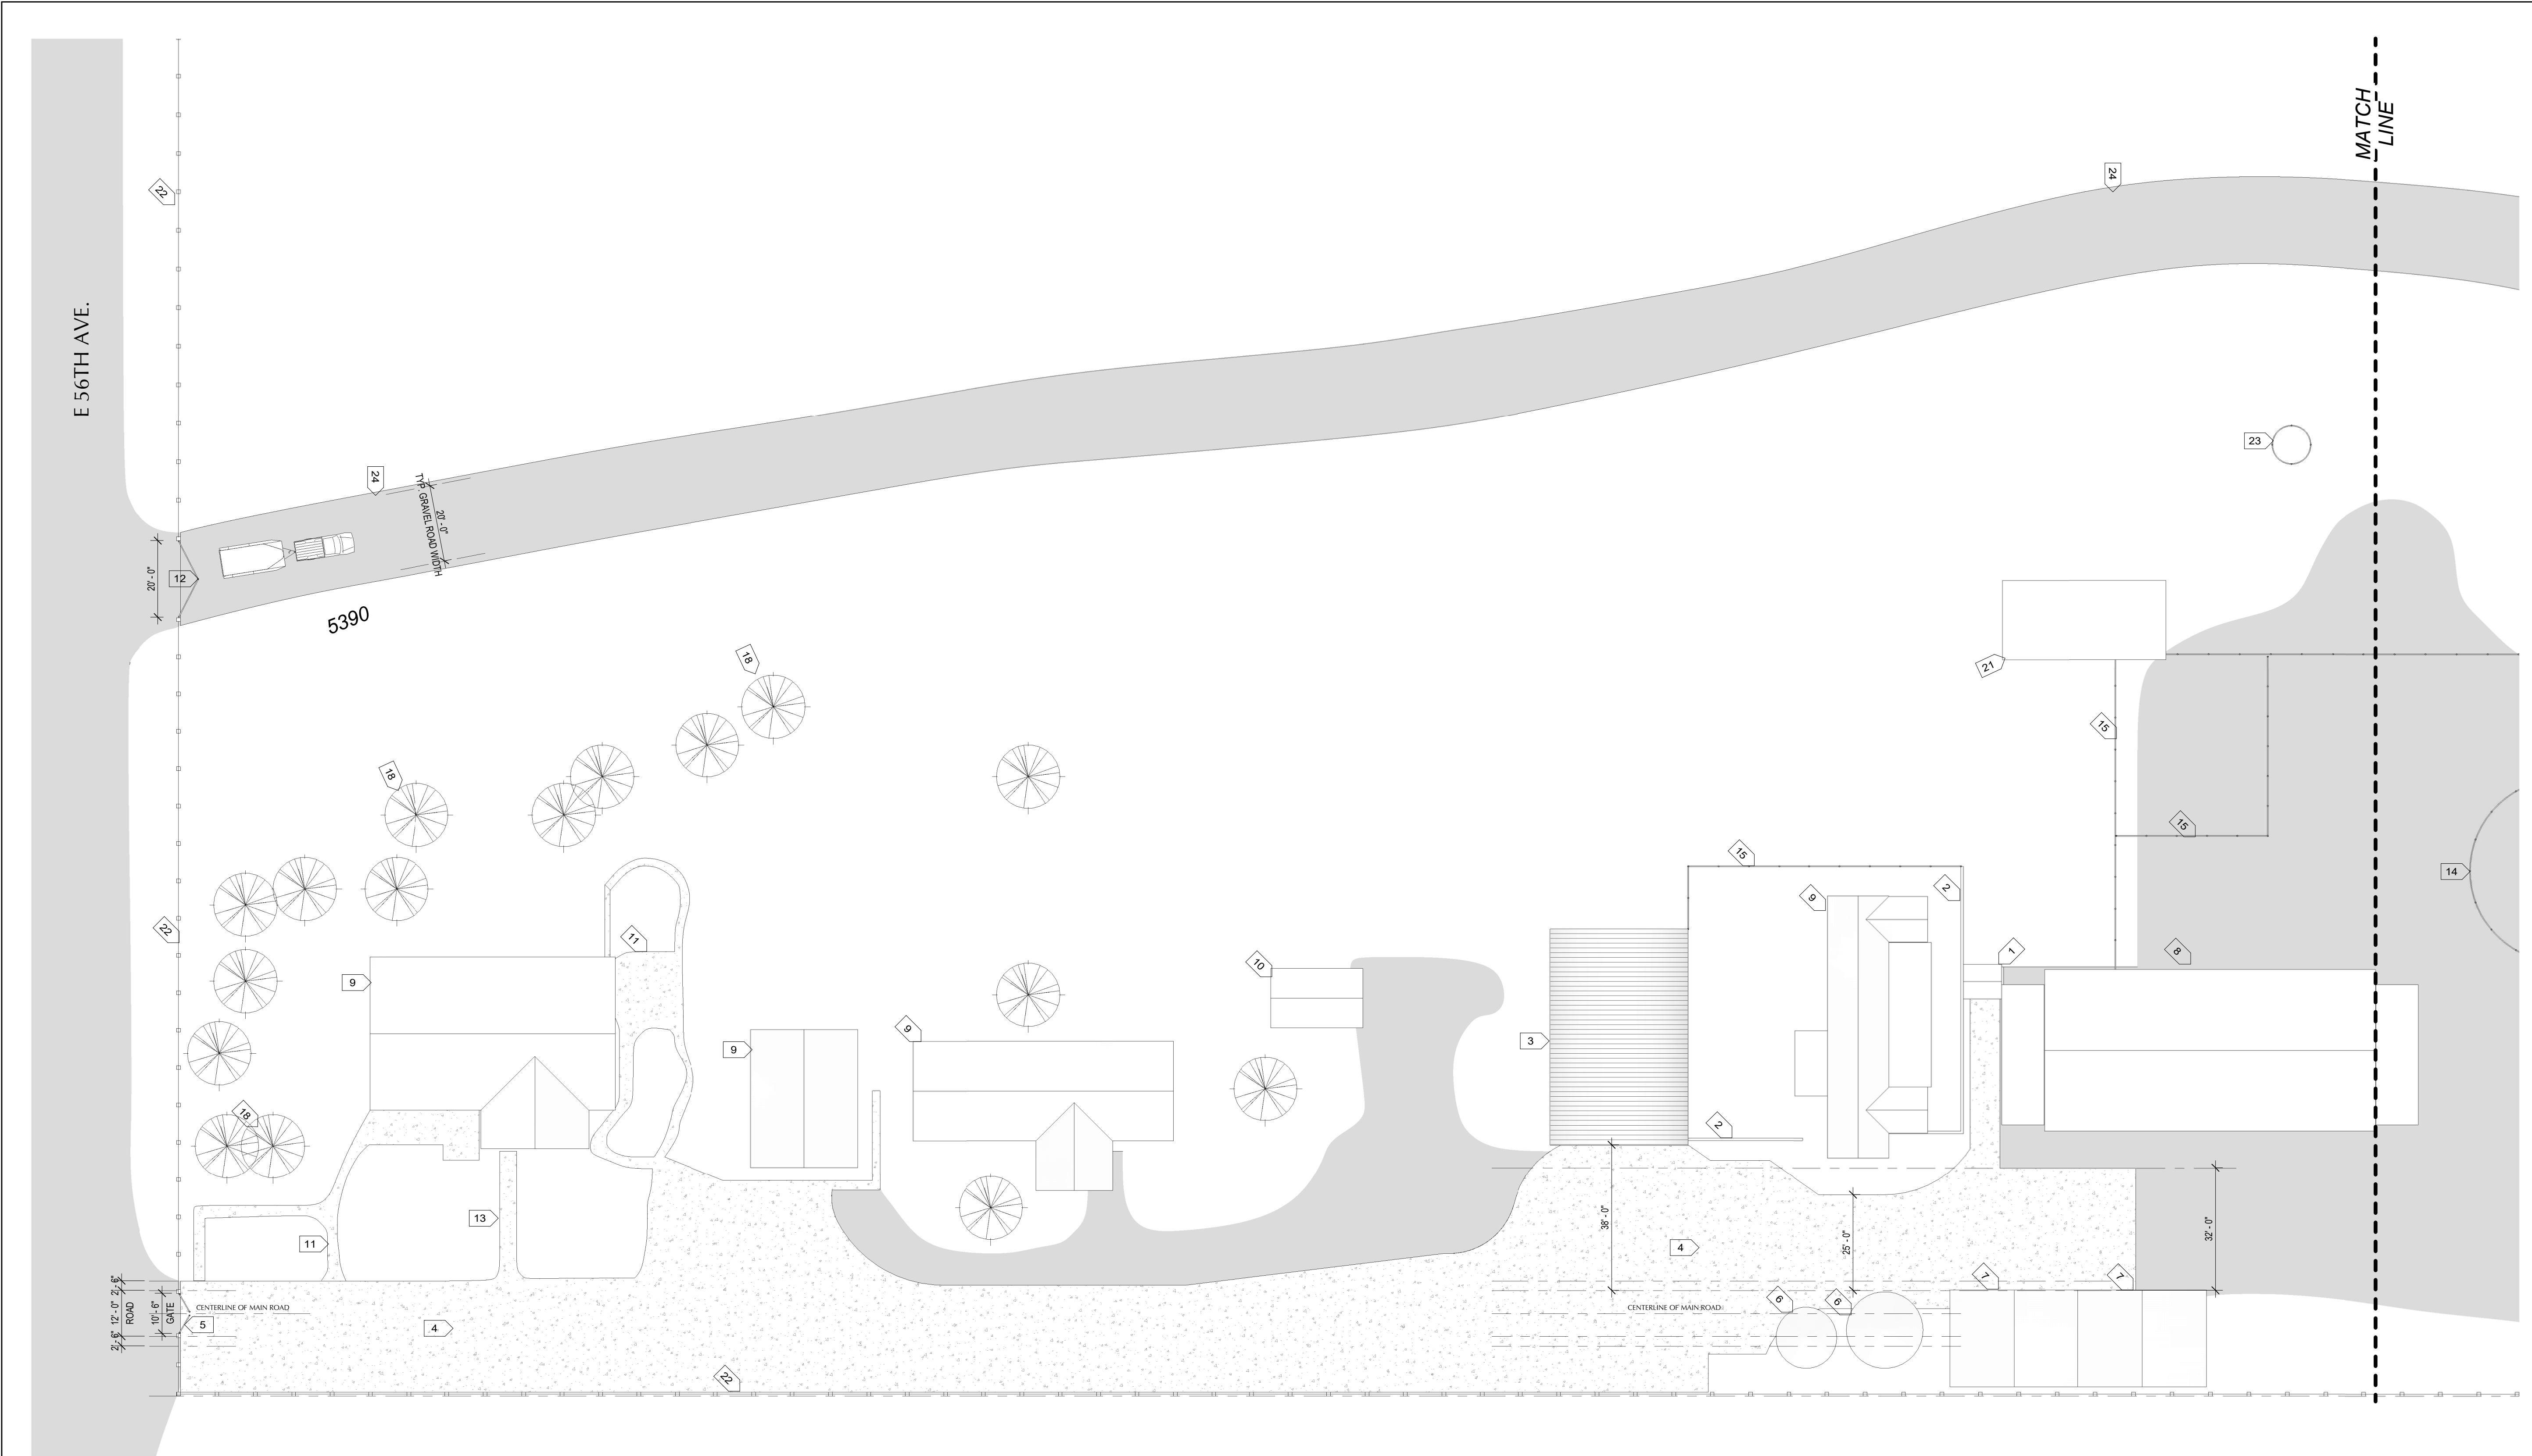 MATCH
LINE
24
22
E 56TH AVE.
23
24
TYP. GRAVEL ROAD WIDTH
20' - 0"
20' - 0"
12
5390
18
21
15
18
15
15
14
9
2
22
11
1
8
10
9
9
9
3
18
2
13
11
4
38' - 0"
25' - 0"
32' - 0"
7
7
2' - 6"
12' - 0"
ROAD
10' - 6"
GATE
2' - 6"
CENTERLINE OF MAIN ROAD
5
4
CENTERLINE OF MAIN ROAD
6
6
22